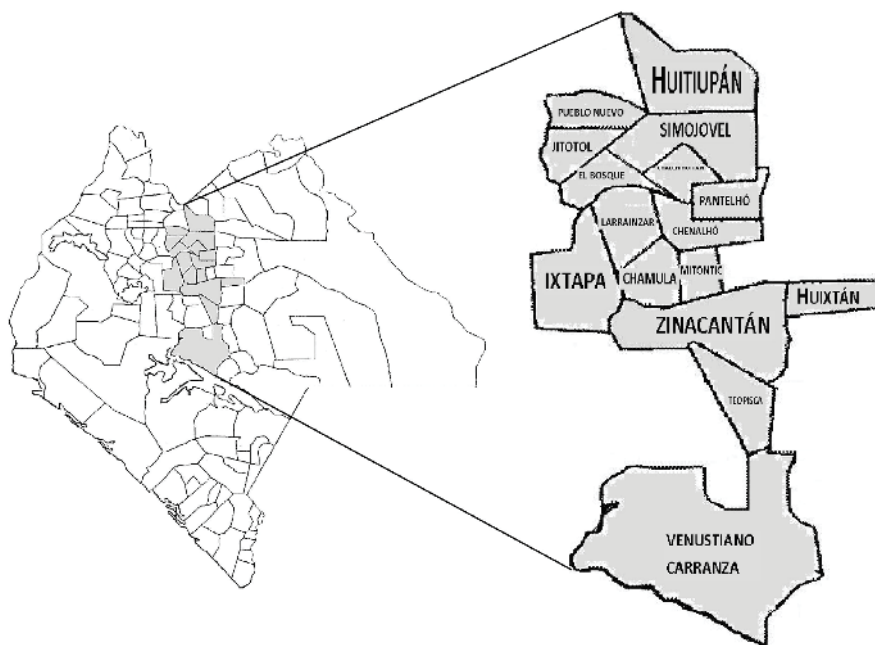 HUITIUPÁN
PUEBLO NUEVO
SIMOJOVEL
JITOTOL
EL BOSQUE
PANTELHÓ
LARRAINZAR
CHENALHÓ
IXTAPA
CHAMULA
MITONTIC
HUIXTÁN
ZINACANTÁN
TEOPISCA
VENUSTIANO
CARRANZA